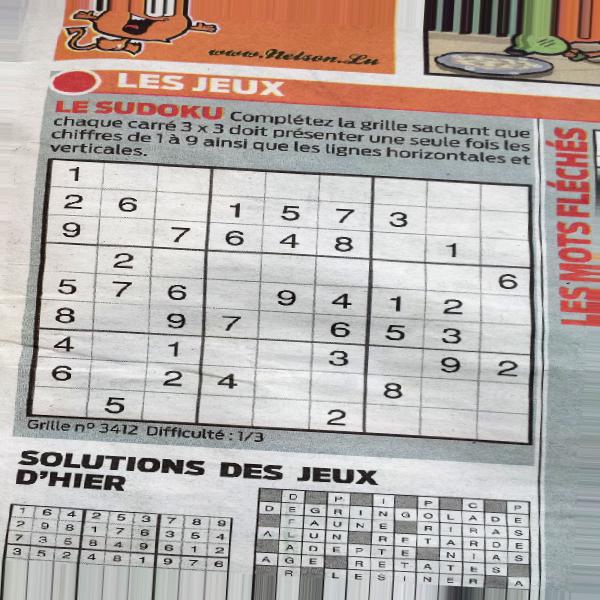 www.Nelson.Lu
LES JEUX
LE SUDOKU Complétez la grille sachant que
chaque carré 3 x 3 doit présenter une seule fois les
chiffres de 1 à 9 ainsi que les lignes horizontales et
verticales.
1
2 6 1 5 7 3
9 7 6 4 8 1
2 6
5 7 6 9 4 1 2
8 9 7 6 5 3
4 1 3 9 2
6 2 4 8
5 2
Grille n° 3412 Difficulté : 1/3
LES MOTS FLÉCHÉS
SOLUTIONS DES JEUX
D'HIER
1 6 4 2 5 3 7 8 9
2 9 8 1 7 6 3 5 4
7 3 5 8 4 9 6 1 2
3 5 2 4 8 1 9 7 6
D P I P C P
D E G R I N G O L A D E
F A U N E R I R A S
A L U N R E T A R D E
A D E P T E N I A S
A G E R E T A T E S
R L E S I N E R A